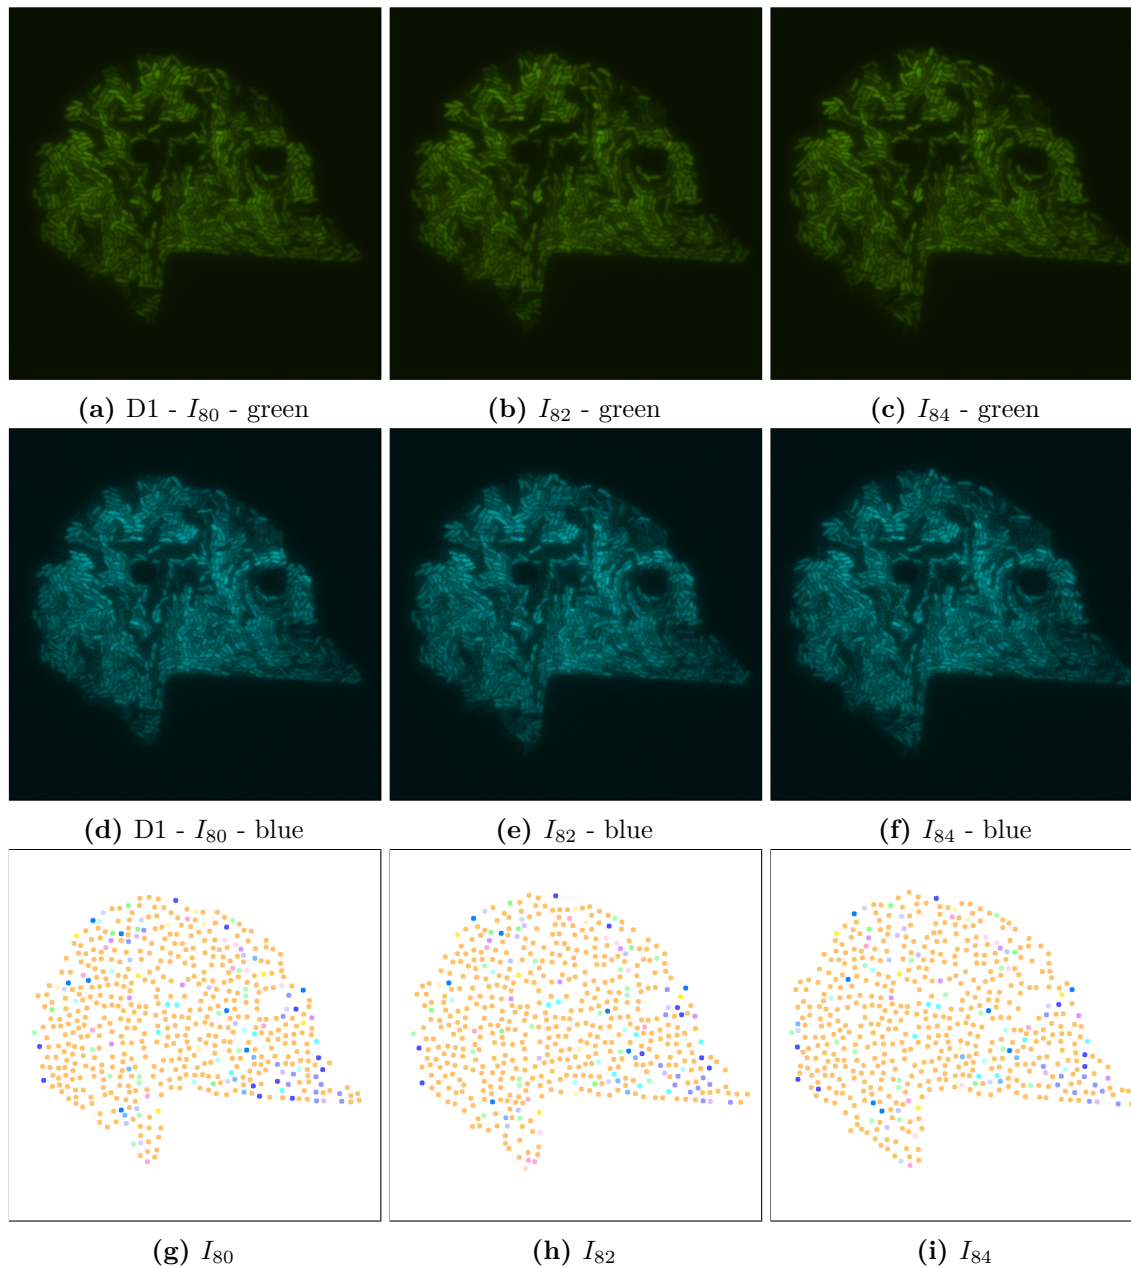 (a) D1 - I₈₀ - green
(b) I₈₂ - green
(c) I₈₄ - green
(d) D1 - I₈₀ - blue
(e) I₈₂ - blue
(f) I₈₄ - blue
(g) I₈₀
(h) I₈₂
(i) I₈₄